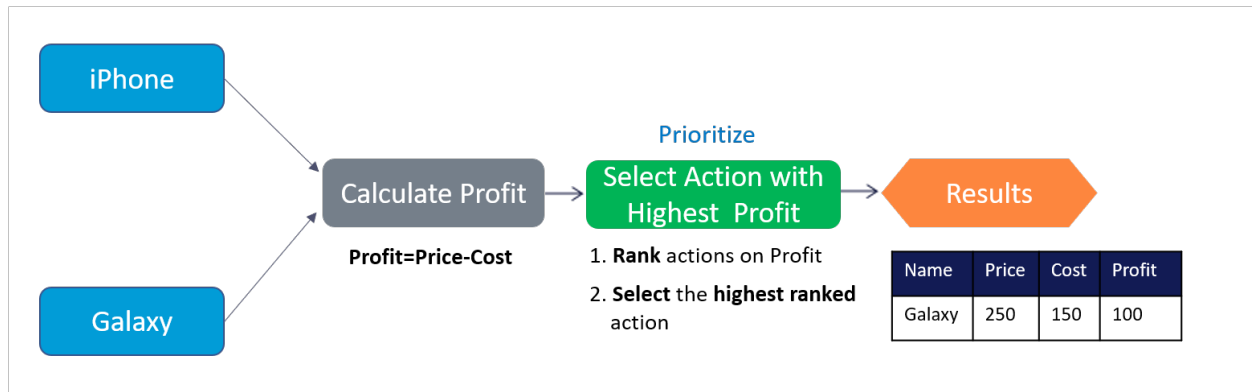 iPhone
Galaxy
Calculate Profit
Profit=Price-Cost
Prioritize
Select Action with
Highest Profit
1. Rank actions on Profit
2. Select the highest ranked
action
Results
Name Price Cost Profit
Galaxy 250 150 100